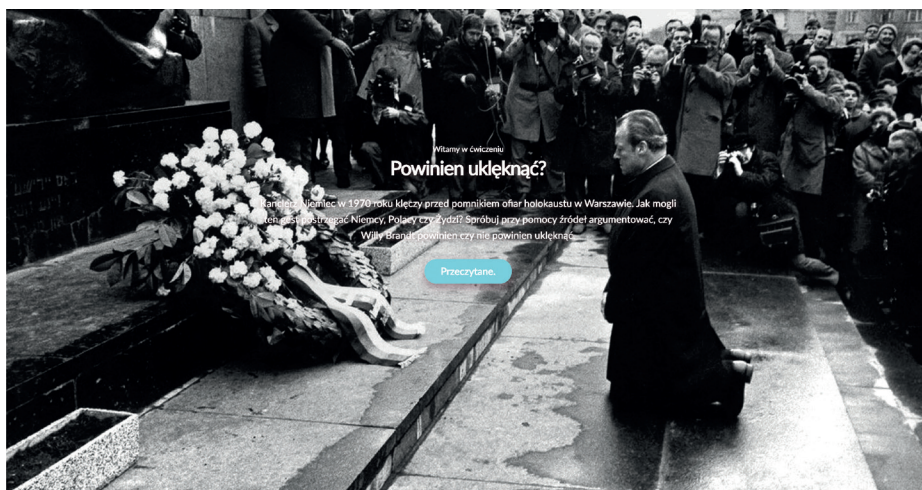 Witamy w ćwiczeniu
Powinien uklęknąć?
Kanclerz Niemiec w 1970 roku klęczy przed pomnikiem ofiar holokaustu w Warszawie. Jak mogli
ten gest postrzegać Niemcy, Polacy czy Żydzi? Spróbuj przy pomocy źródeł argumentować, czy
Willy Brandt powinien czy nie powinien uklęknąć.
Przeczytane.